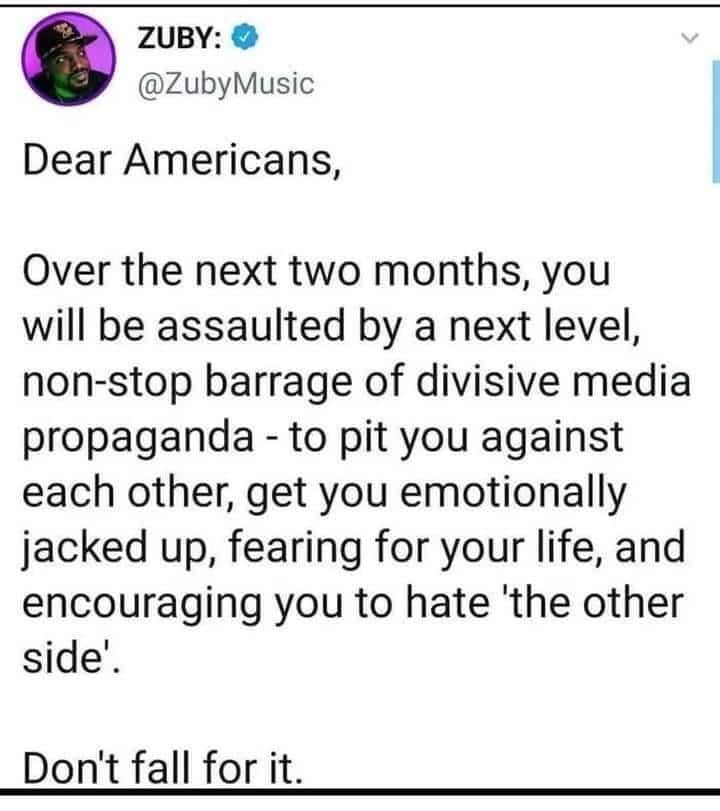 ZUBY:
@ZubyMusic
Dear Americans,
Over the next two months, you
will be assaulted by a next level,
non-stop barrage of divisive media
propaganda - to pit you against
each other, get you emotionally
jacked up, fearing for your life, and
encouraging you to hate 'the other
side'.
Don't fall for it.